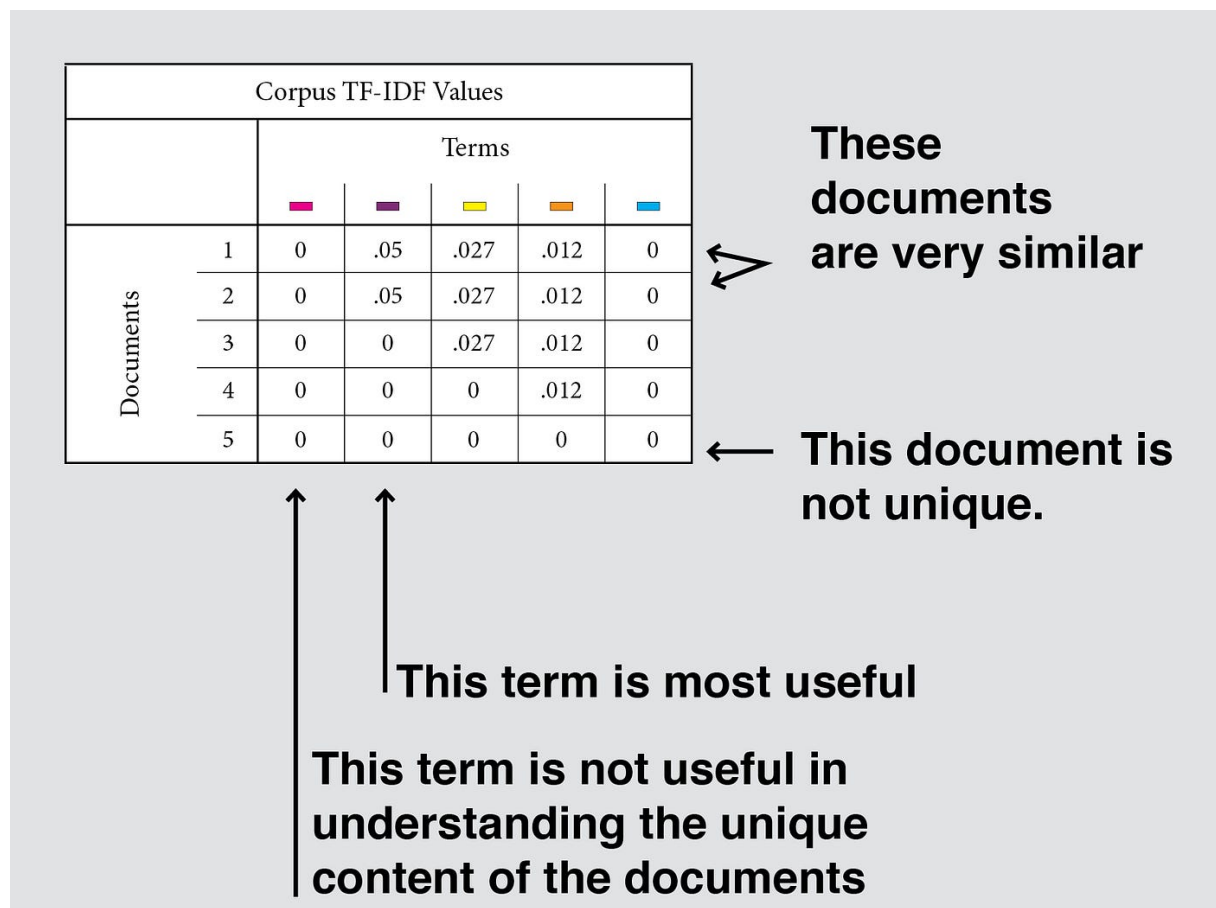 Corpus TF-IDF Values
Terms
Documents
1 0 .05 .027 .012 0
2 0 .05 .027 .012 0
3 0 0 .027 .012 0
4 0 0 0 .012 0
5 0 0 0 0 0
These
documents
are very similar
This document is
not unique.
This term is most useful
This term is not useful in
understanding the unique
content of the documents